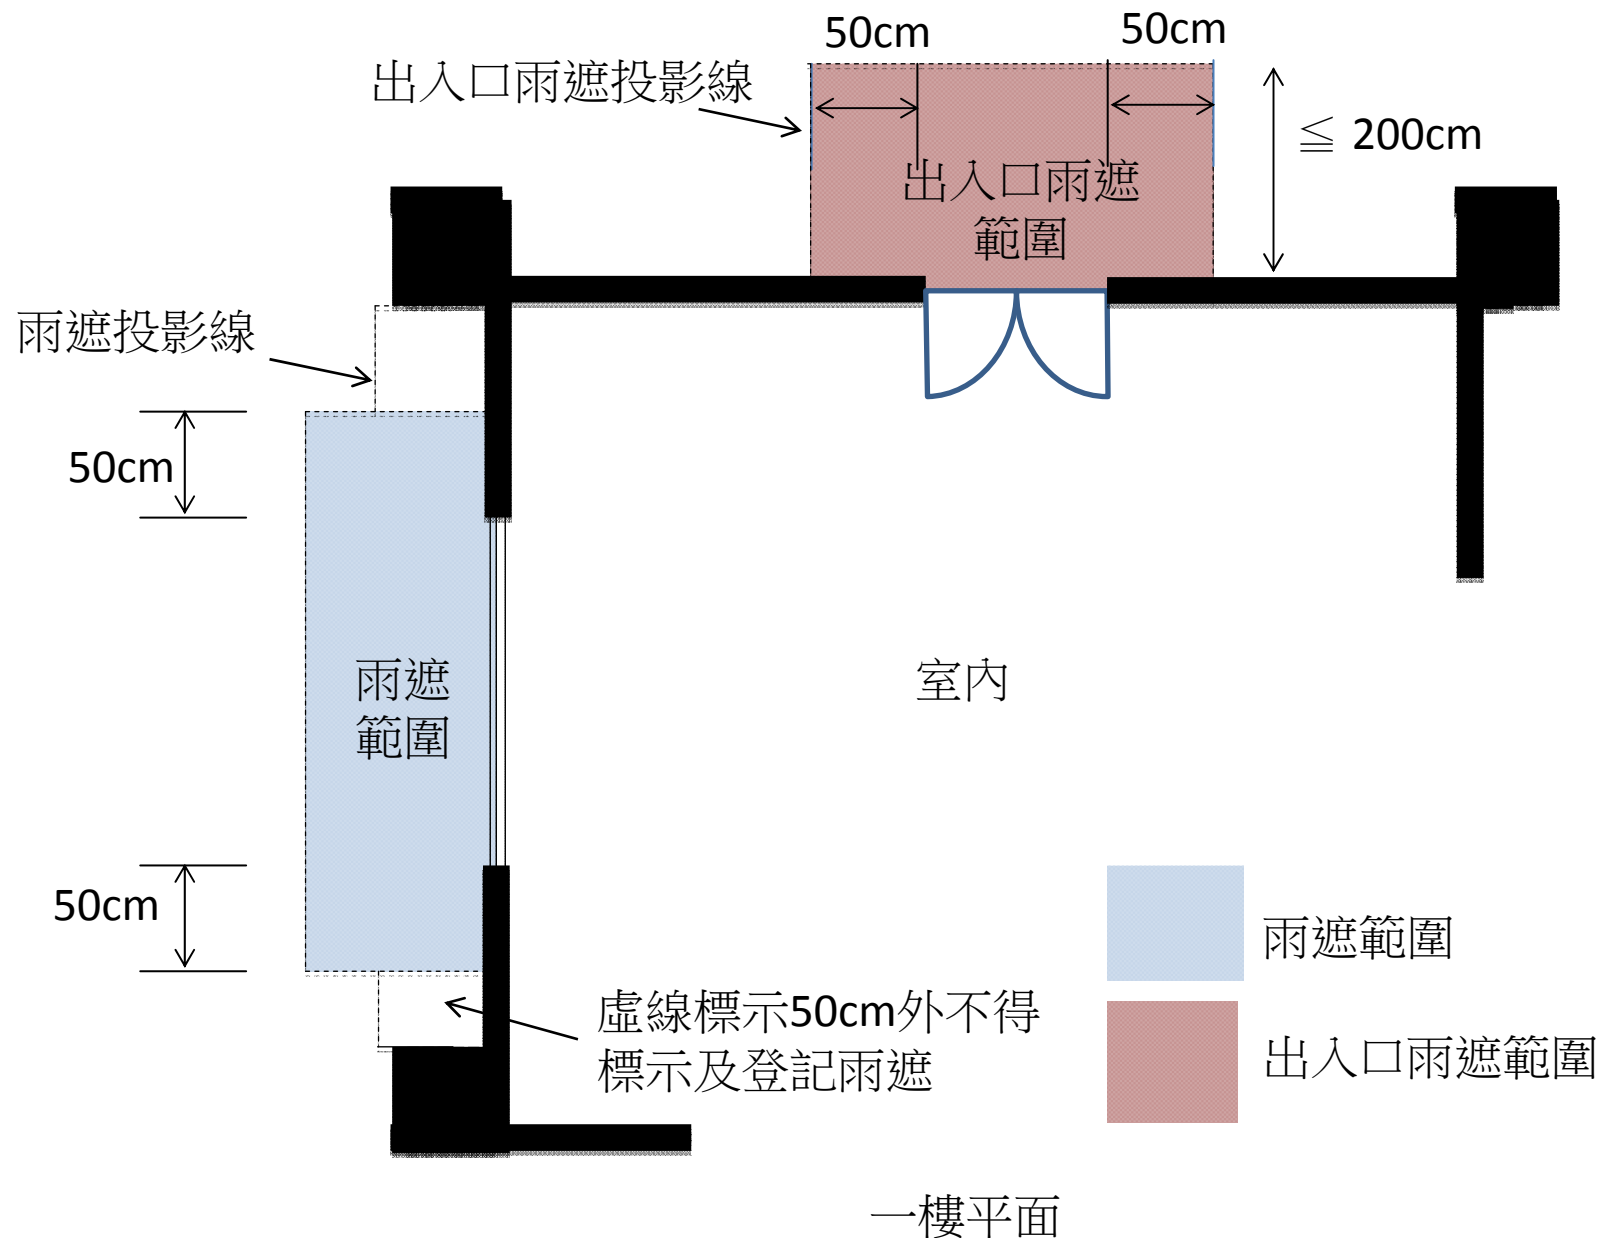 50cm
50cm
出入口雨遮投影線
≦ 200cm
出入口雨遮
範圍
雨遮投影線
50cm
雨遮
範圍
室內
50cm
雨遮範圍
虛線標示50cm外不得
標示及登記雨遮
出入口雨遮範圍
一樓平面